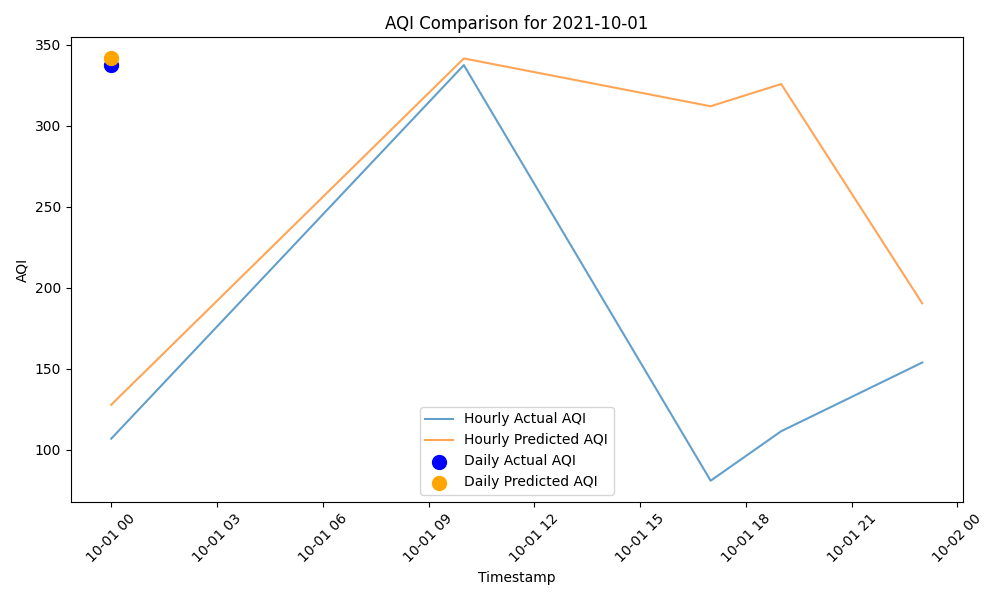 AQI Comparison for 2021-10-01
AQI
350
300
250
200
150
100
Hourly Actual AQI
Hourly Predicted AQI
Daily Actual AQI
Daily Predicted AQI
10-01 00
10-01 03
10-01 06
10-01 09
10-01 12
10-01 15
10-01 18
10-01 21
10-02 00
Timestamp